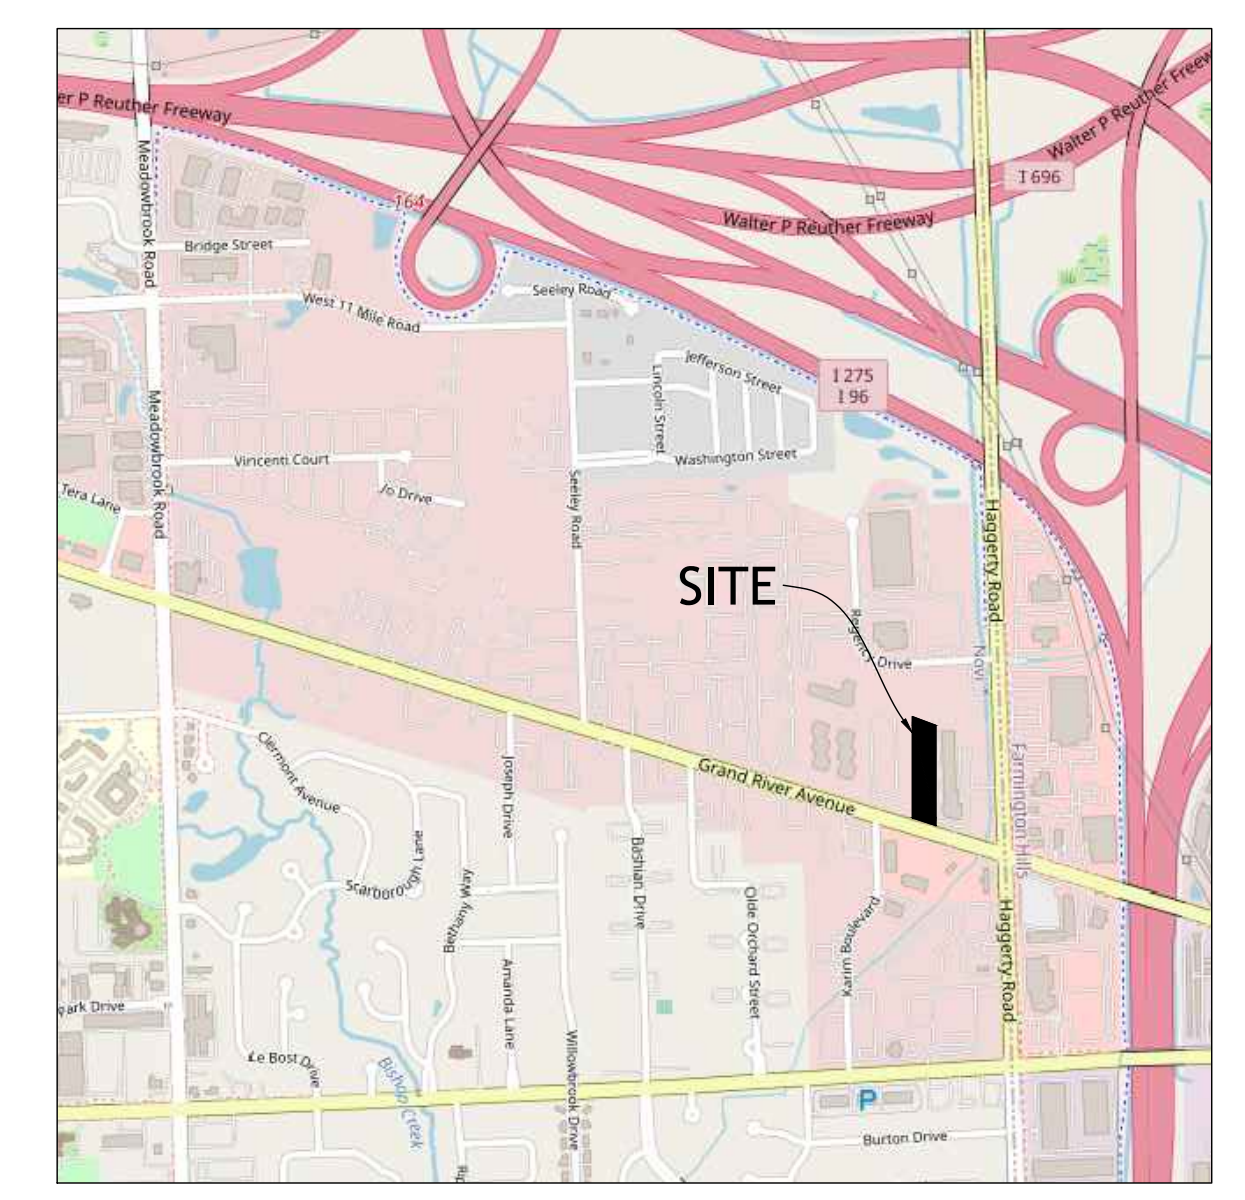 er P Reuther Freeway
Walter P Reuther Freew
I 696
164
Walter P Reuther Freeway
Meadowbrook Road
Bridge Street
West 11 Mile Road
Seeley Road
Jefferson Street
I 275
I 96
Lincoln Street
Washington Street
Meadowbrook Road
Vincenti Court
Jo Drive
Tera Lane
Seeley Road
Haggerty Road
SITE
Regency Drive
Novi
Clermont Avenue
Joseph Drive
Grand River Avenue
Farmington Hills
Scarborough Lane
Bethany Way
Bashian Drive
Olde Orchard Street
Karim Boulevard
Haggerty Road
Amanda Lane
park Drive
Le Bost Drive
Bishop Creek
Willowbrook Drive
P
Burton Drive